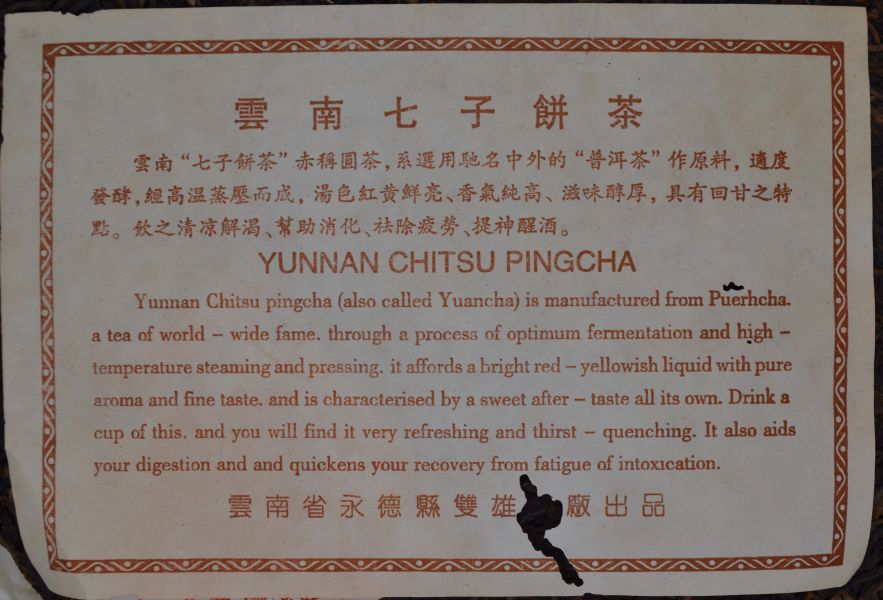 雲南七子餅茶
雲南“七子餅茶”赤稱圓茶，系選用馳名中外的“普洱茶”作原料，適度
發酵，經高温蒸壓而成，湯色紅黄鮮亮、香氣純高、滋味醇厚，具有回甘之特
點。飲之清凉解渴、幫助消化、祛除疲勞、提神醒酒。
YUNNAN CHITSU PINGCHA
Yunnan Chitsu pingcha (also called Yuancha) is manufactured from Puerhcha.
a tea of world – wide fame. through a process of optimum fermentation and high –
temperature steaming and pressing. it affords a bright red – yellowish liquid with pure
aroma and fine taste. and is characterised by a sweet after – taste all its own. Drink a
cup of this. and you will find it very refreshing and thirst – quenching. It also aids
your digestion and and quickens your recovery from fatigue of intoxication.
雲南省永德縣雙雄 廠出品